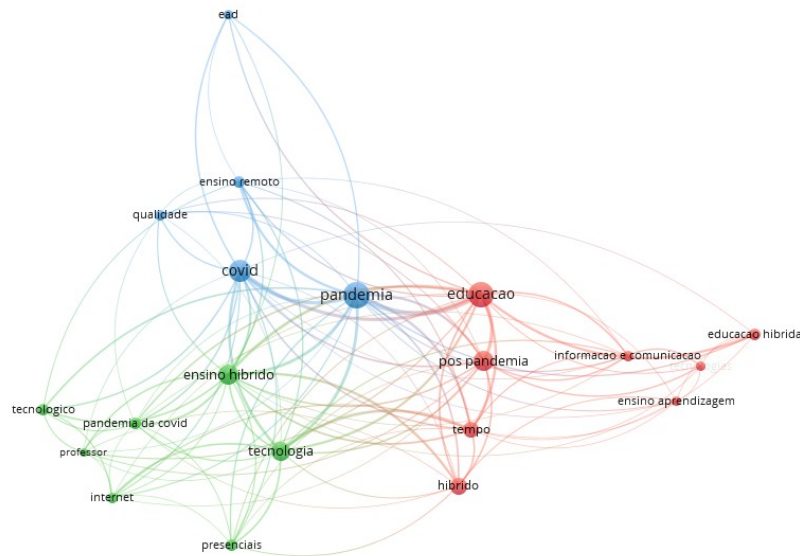 ead
ensino remoto
qualidade
covid
pandemia
educacao
educacao hibrida
pos pandemia
informacao e comunicacao
ensino hibrido
ensino aprendizagem
tecnologico
pandemia da covid
tempo
professor
tecnologia
hibrido
internet
presenciais